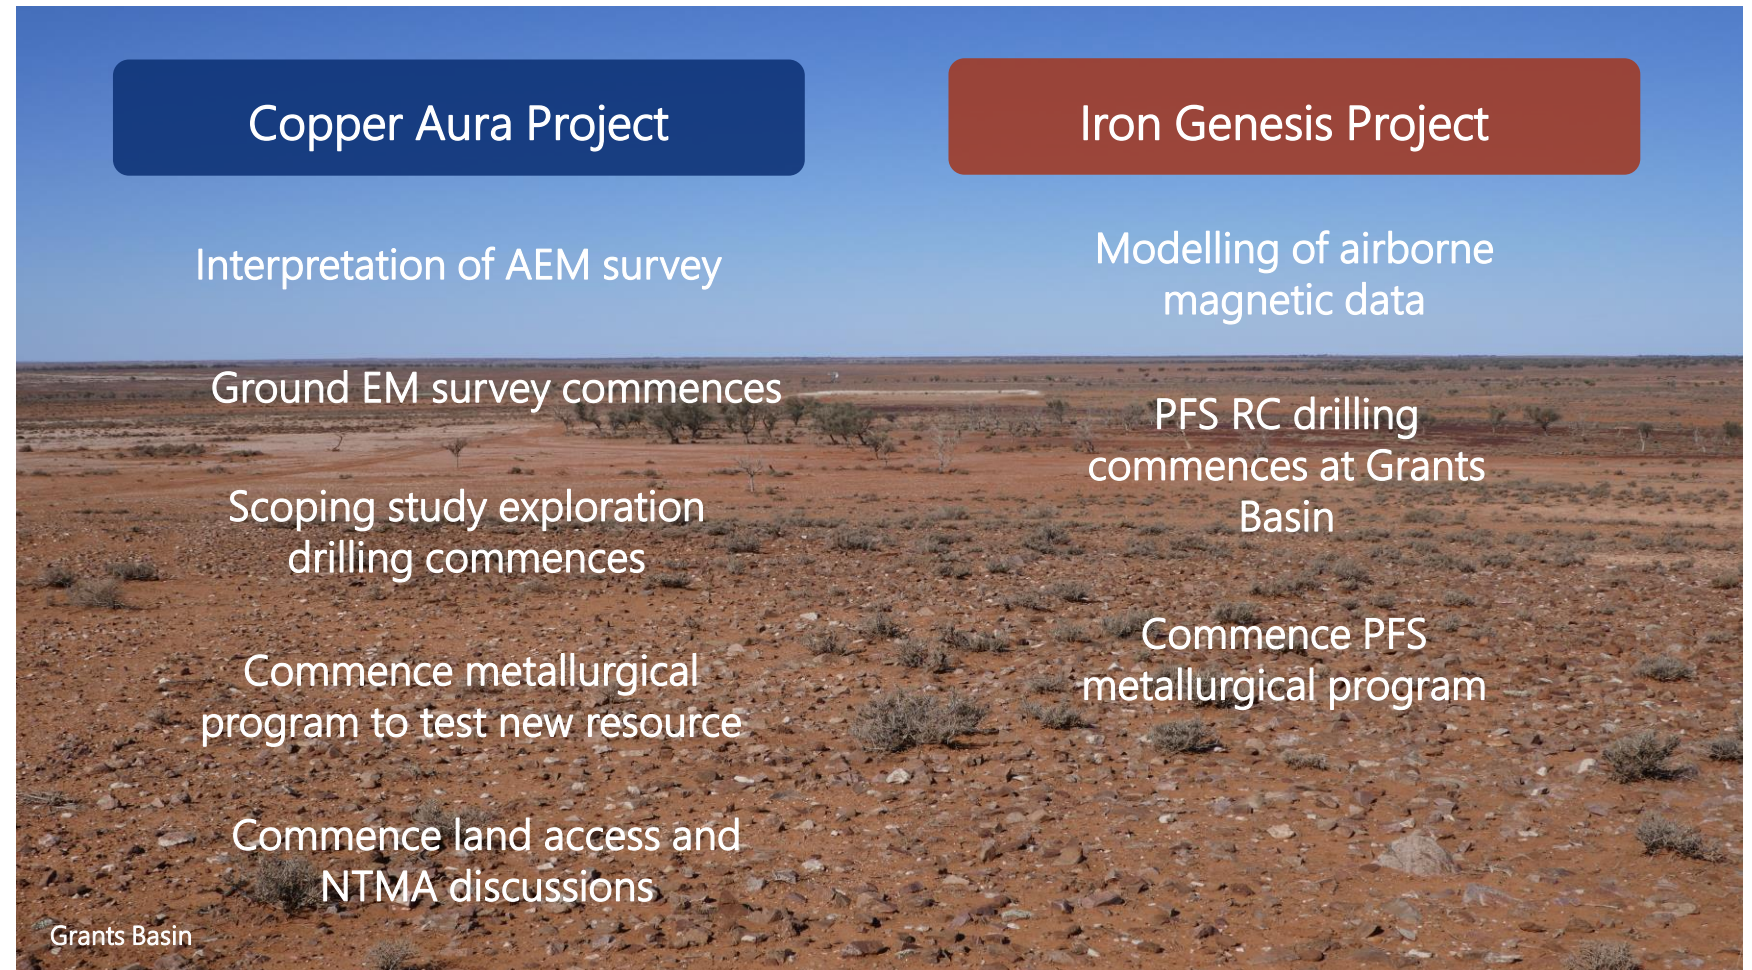 Copper Aura Project
Interpretation of AEM survey
Ground EM survey commences
Scoping study exploration
drilling commences
Commence metallurgical
program to test new resource
Commence land access and
NTMA discussions
Iron Genesis Project
Modelling of airborne
magnetic data
PFS RC drilling
commences at Grants
Basin
Commence PFS
metallurgical program
Grants Basin